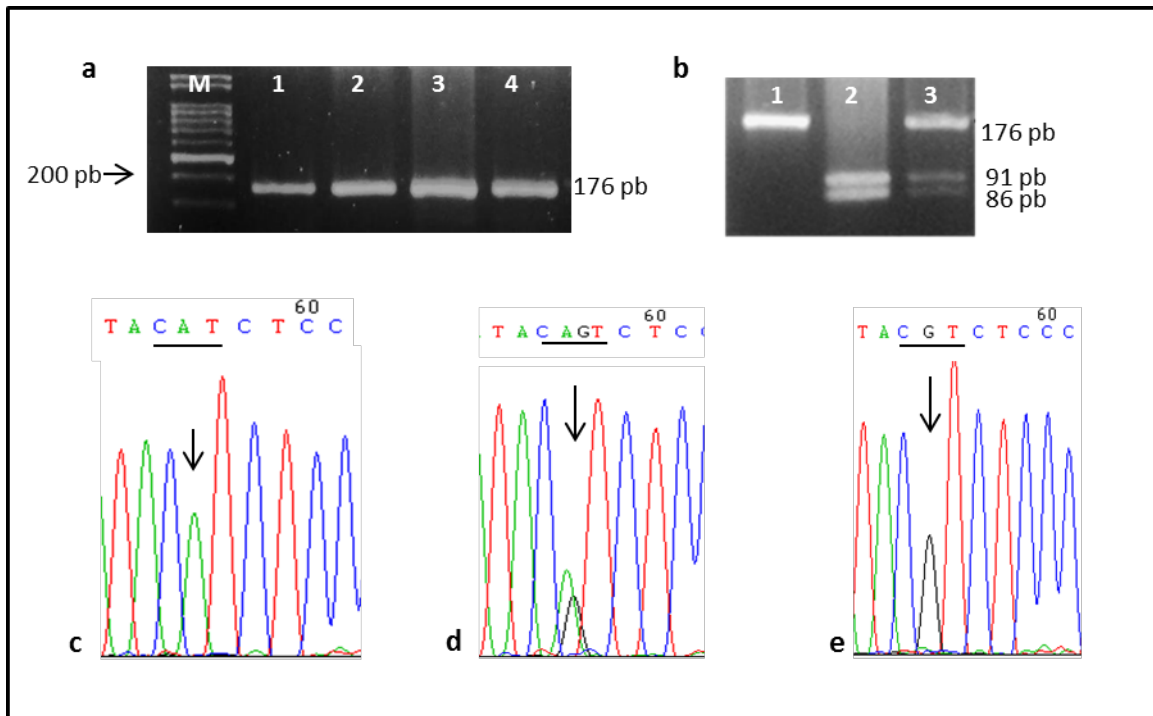 a
M 1 2 3 4
200 pb
176 pb
b
1 2 3
176 pb
91 pb
86 pb
60
T A C A T C T C C
c
60
T A C A G T C T C
d
60
T A C G T C T C C C
e